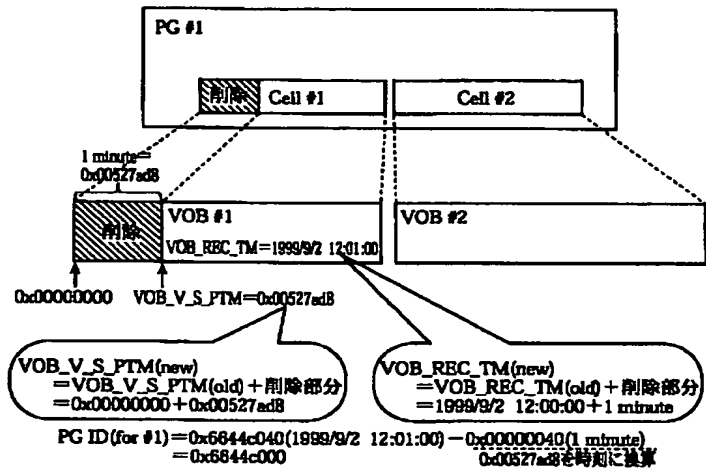 PG #1
削除
Cell #1
Cell #2
1 minute=
0x00527ad8
削除
VOB #1
VOB_REC_TM=1999/9/2 12:01:00
VOB #2
0x00000000
VOB_V_S_PTM=0x00527ad8
VOB_V_S_PTM(new)
=VOB_V_S_PTM(old)+削除部分
=0x00000000+0x00527ad8
VOB_REC_TM(new)
=VOB_REC_TM(old)+削除部分
=1999/9/2 12:00:00+1 minute
PG ID(for #1)=0x6644c040(1999/9/2 12:01:00)-0x00000040(1 minute)
=0x6644c000
0x00527ad8を時刻に換算